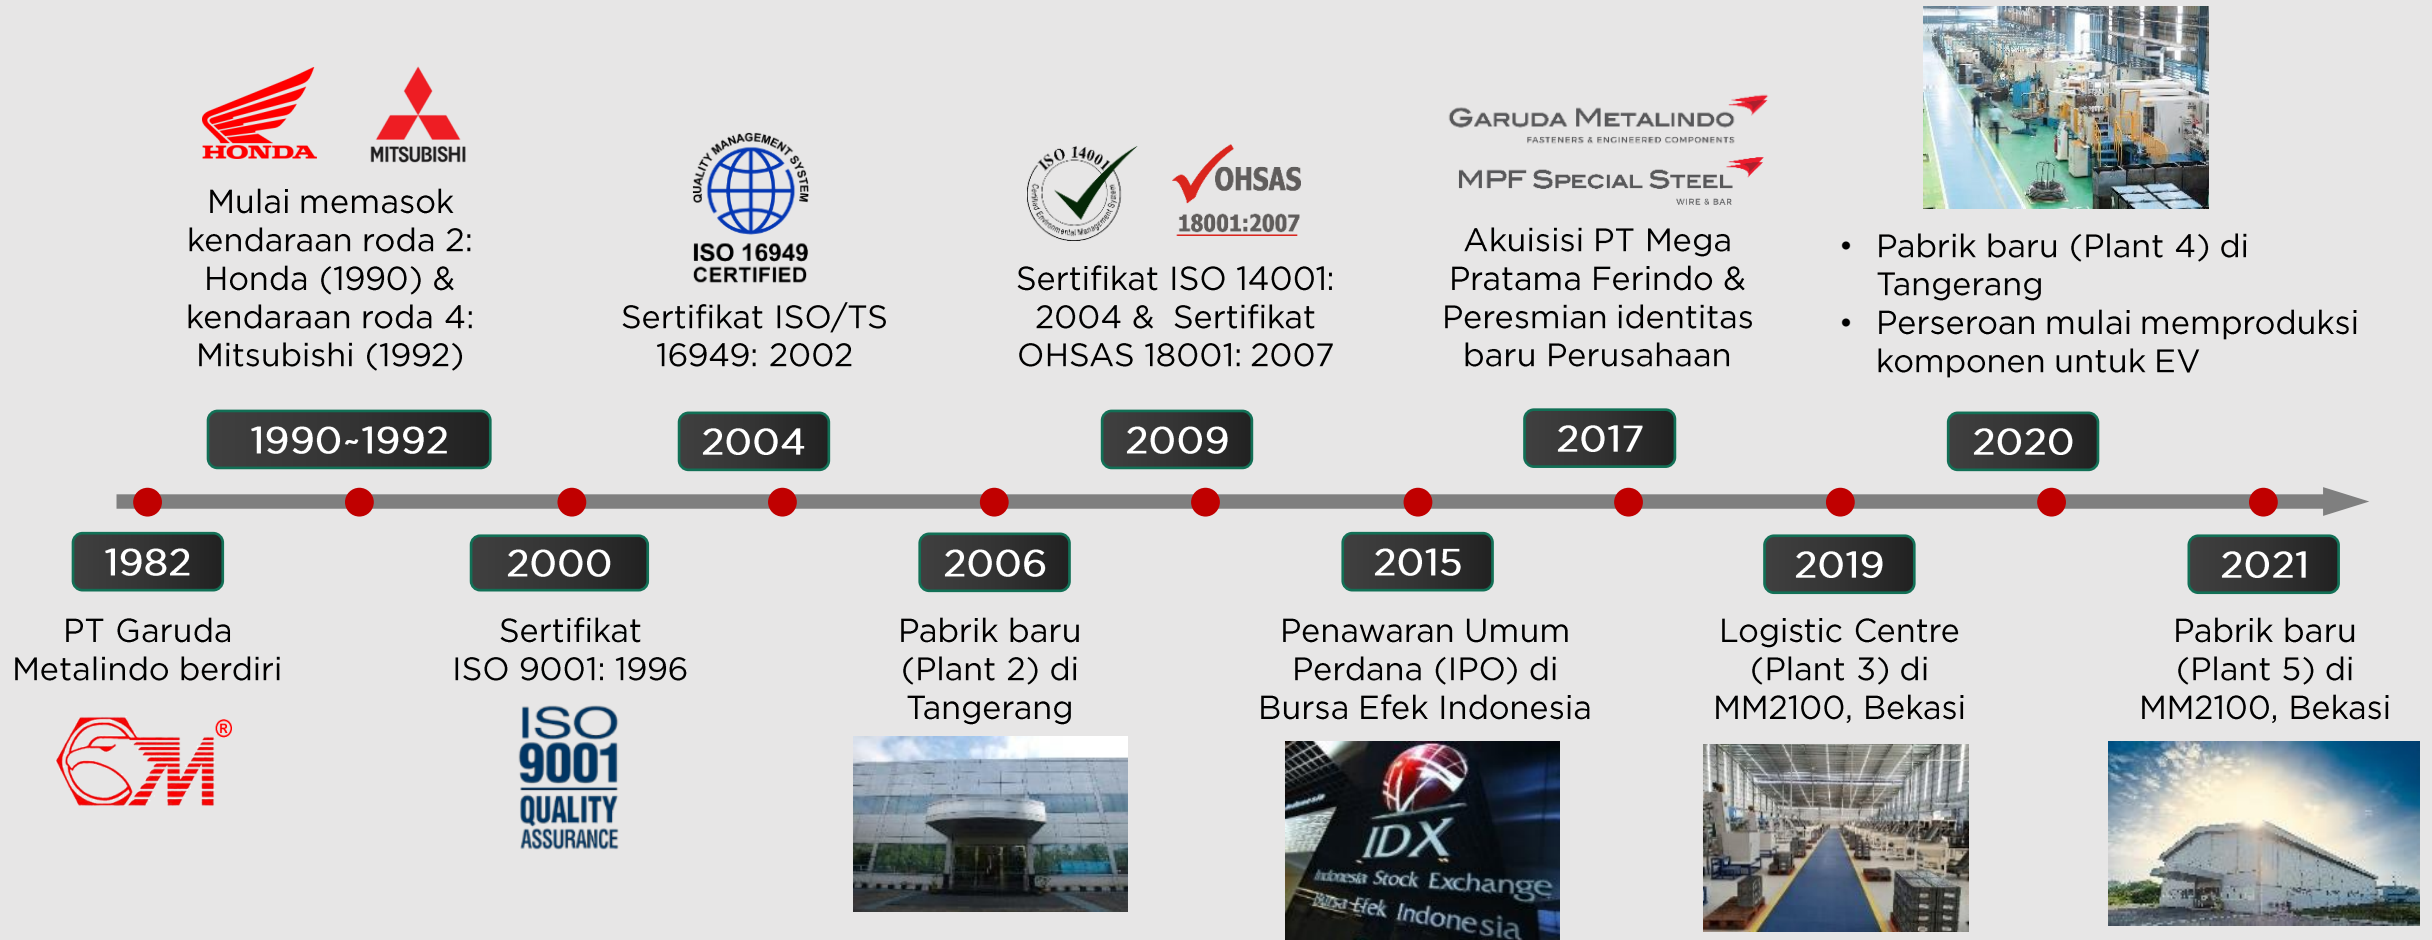 HONDA
MITSUBISHI
Mulai memasok
kendaraan roda 2:
Honda (1990) &
kendaraan roda 4:
Mitsubishi (1992)
QUALITY MANAGEMENT SYSTEM
ISO 16949
CERTIFIED
Sertifikat ISO/TS
16949: 2002
ISO 14001
Certified Environmental Management System
OHSAS
18001:2007
Sertifikat ISO 14001:
2004 & Sertifikat
OHSAS 18001: 2007
GARUDA METALINDO
FASTENERS & ENGINEERED COMPONENTS
MPF SPECIAL STEEL
WIRE & BAR
Akuisisi PT Mega
Pratama Ferindo &
Peresmian identitas
baru Perusahaan
• Pabrik baru (Plant 4) di
Tangerang
• Perseroan mulai memproduksi
komponen untuk EV
1990~1992
2004
2009
2017
2020
1982
2000
2006
2015
2019
2021
PT Garuda
Metalindo berdiri
GM®
Sertifikat
ISO 9001: 1996
ISO
9001
QUALITY
ASSURANCE
Pabrik baru
(Plant 2) di
Tangerang
Penawaran Umum
Perdana (IPO) di
Bursa Efek Indonesia
IDX
Indonesia Stock Exchange
Bursa Efek Indonesia
Logistic Centre
(Plant 3) di
MM2100, Bekasi
Pabrik baru
(Plant 5) di
MM2100, Bekasi